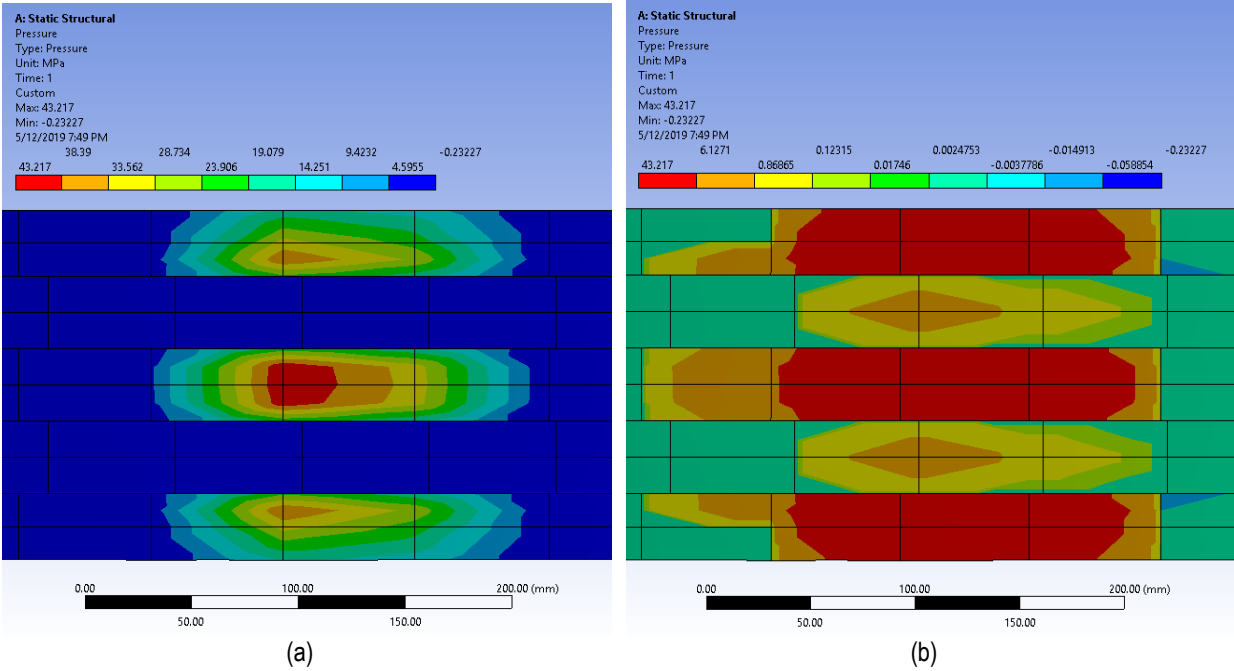 A: Static Structural
Pressure
Type: Pressure
Unit: MPa
Time: 1
Custom
Max: 43.217
Min: -0.23227
5/12/2019 7:49 PM
38.39 28.734 19.079 9.4232 -0.23227
43.217 33.562 23.906 14.251 4.5955
0.00 100.00 200.00 (mm)
50.00 150.00
(a)
A: Static Structural
Pressure
Type: Pressure
Unit: MPa
Time: 1
Custom
Max: 43.217
Min: -0.23227
5/12/2019 7:49 PM
6.1271 0.12315 0.0024753 -0.014913 -0.23227
43.217 0.86865 0.01746 -0.0037786 -0.058854
0.00 100.00 200.00 (mm)
50.00 150.00
(b)